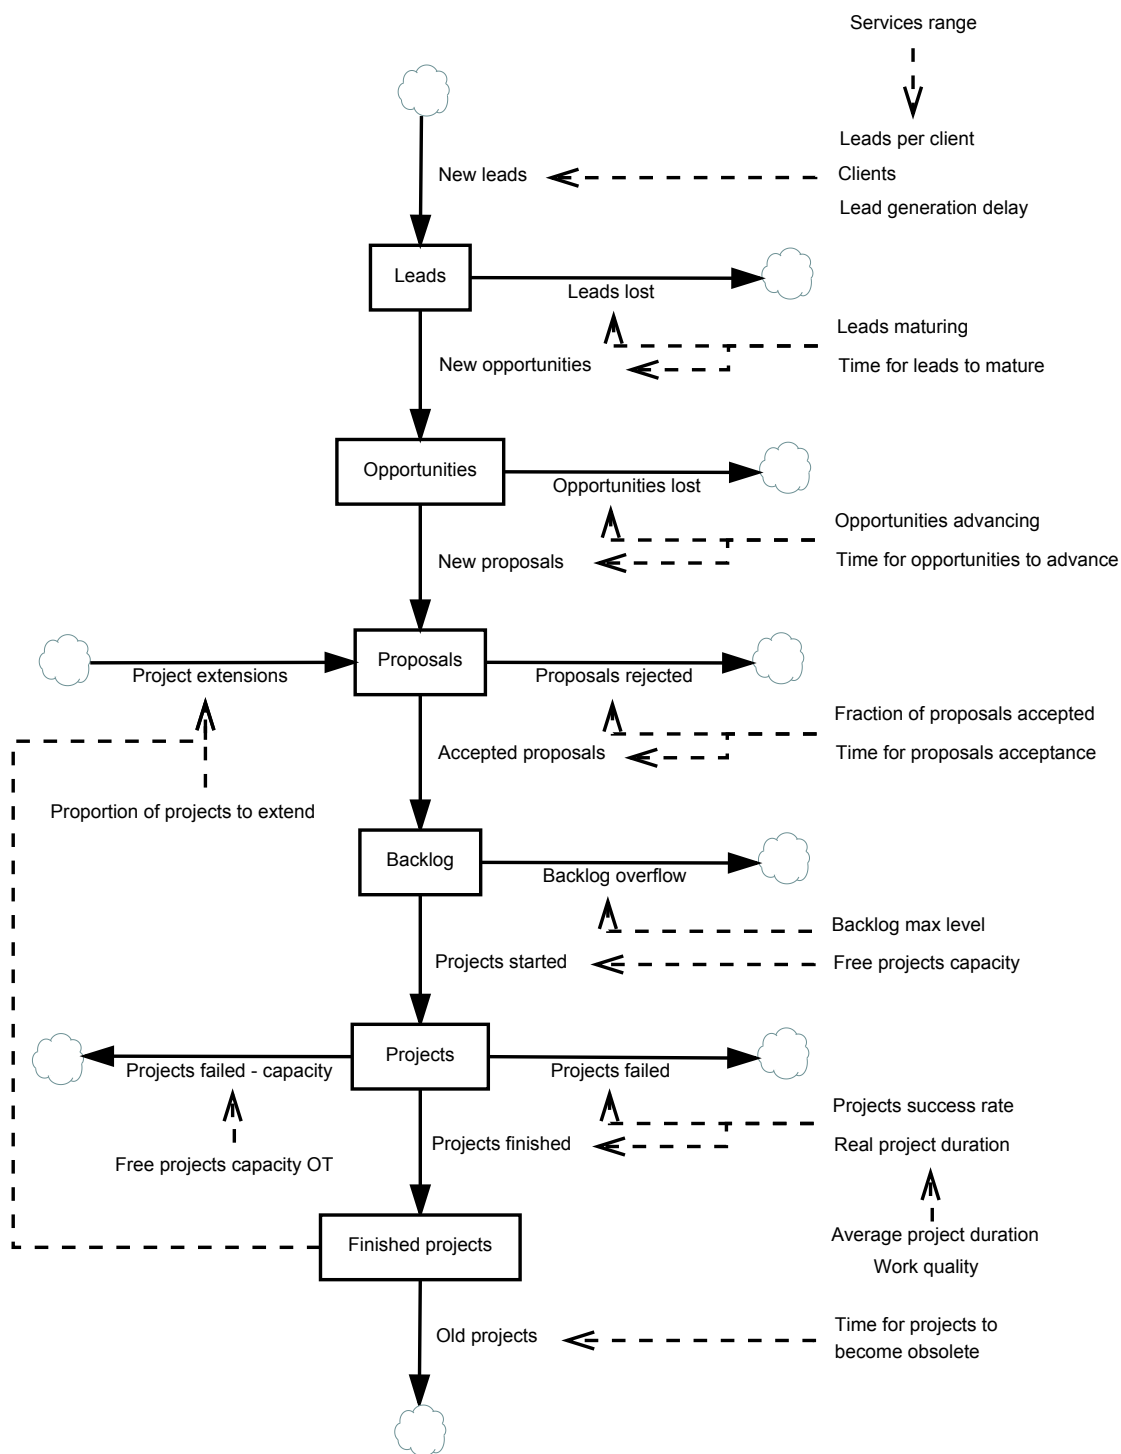 Services range
Leads per client
New leads
Clients
Lead generation delay
Leads
Leads lost
Leads maturing
New opportunities
Time for leads to mature
Opportunities
Opportunities lost
Opportunities advancing
New proposals
Time for opportunities to advance
Proposals
Project extensions
Proposals rejected
Fraction of proposals accepted
Accepted proposals
Time for proposals acceptance
Proportion of projects to extend
Backlog
Backlog overflow
Backlog max level
Projects started
Free projects capacity
Projects
Projects failed - capacity
Projects failed
Projects success rate
Projects finished
Real project duration
Free projects capacity OT
Average project duration
Finished projects
Work quality
Old projects
Time for projects to
become obsolete